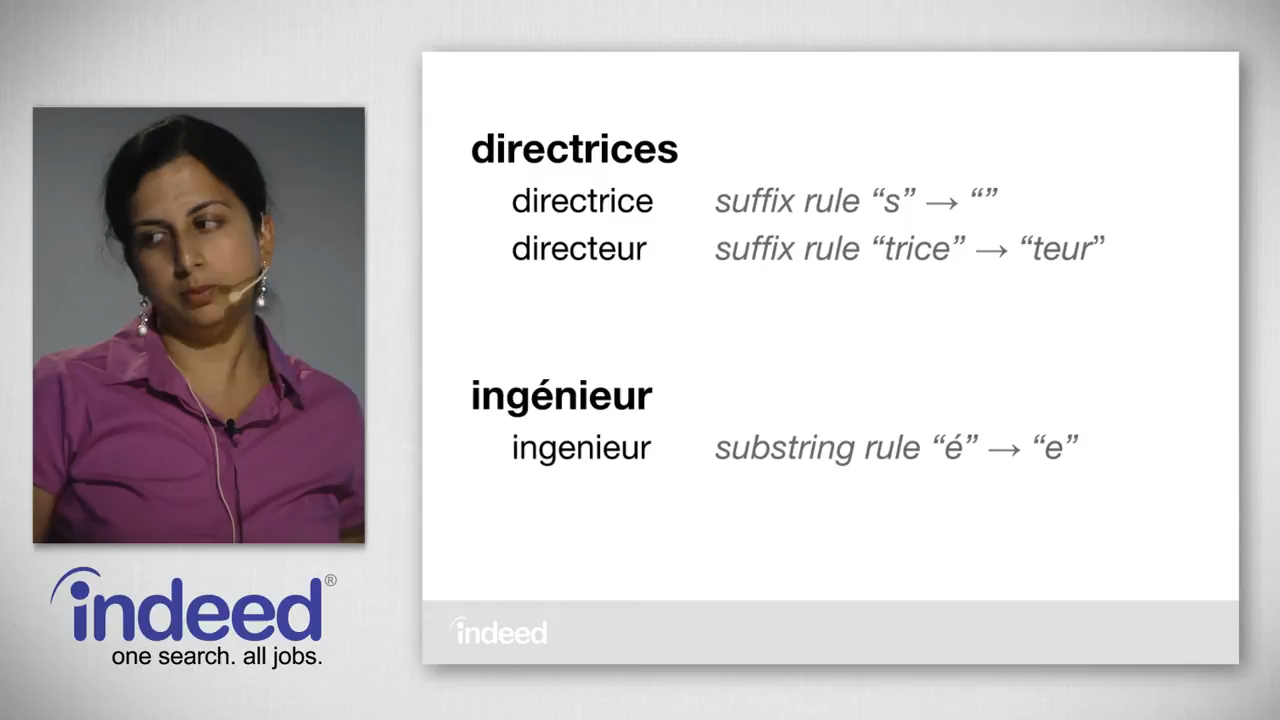 directrices
directrice suffix rule “s” → “”
directeur suffix rule “trice” → “teur”
ingénieur
ingenieur substring rule “é” → “e”
indeed
indeed®
one search. all jobs.